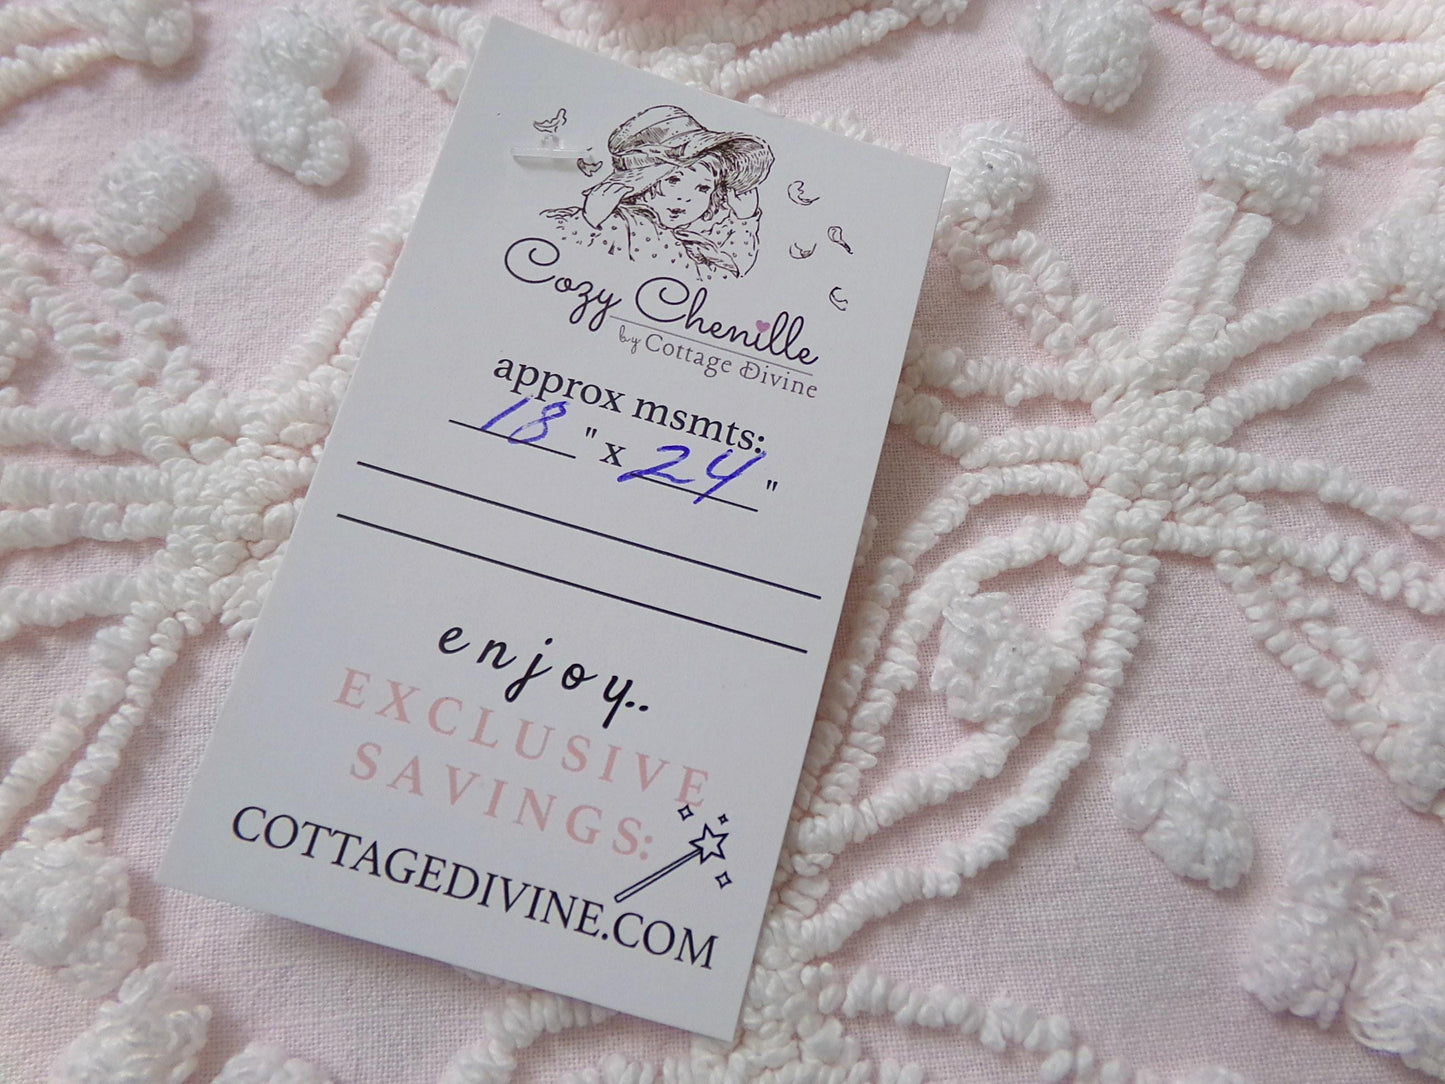 Cozy Chenille
by Cottage Divine
approx msmts:
18 " x 24 "
enjoy..
EXCLUSIVE
SAVINGS:
COTTAGEDIVINE.COM